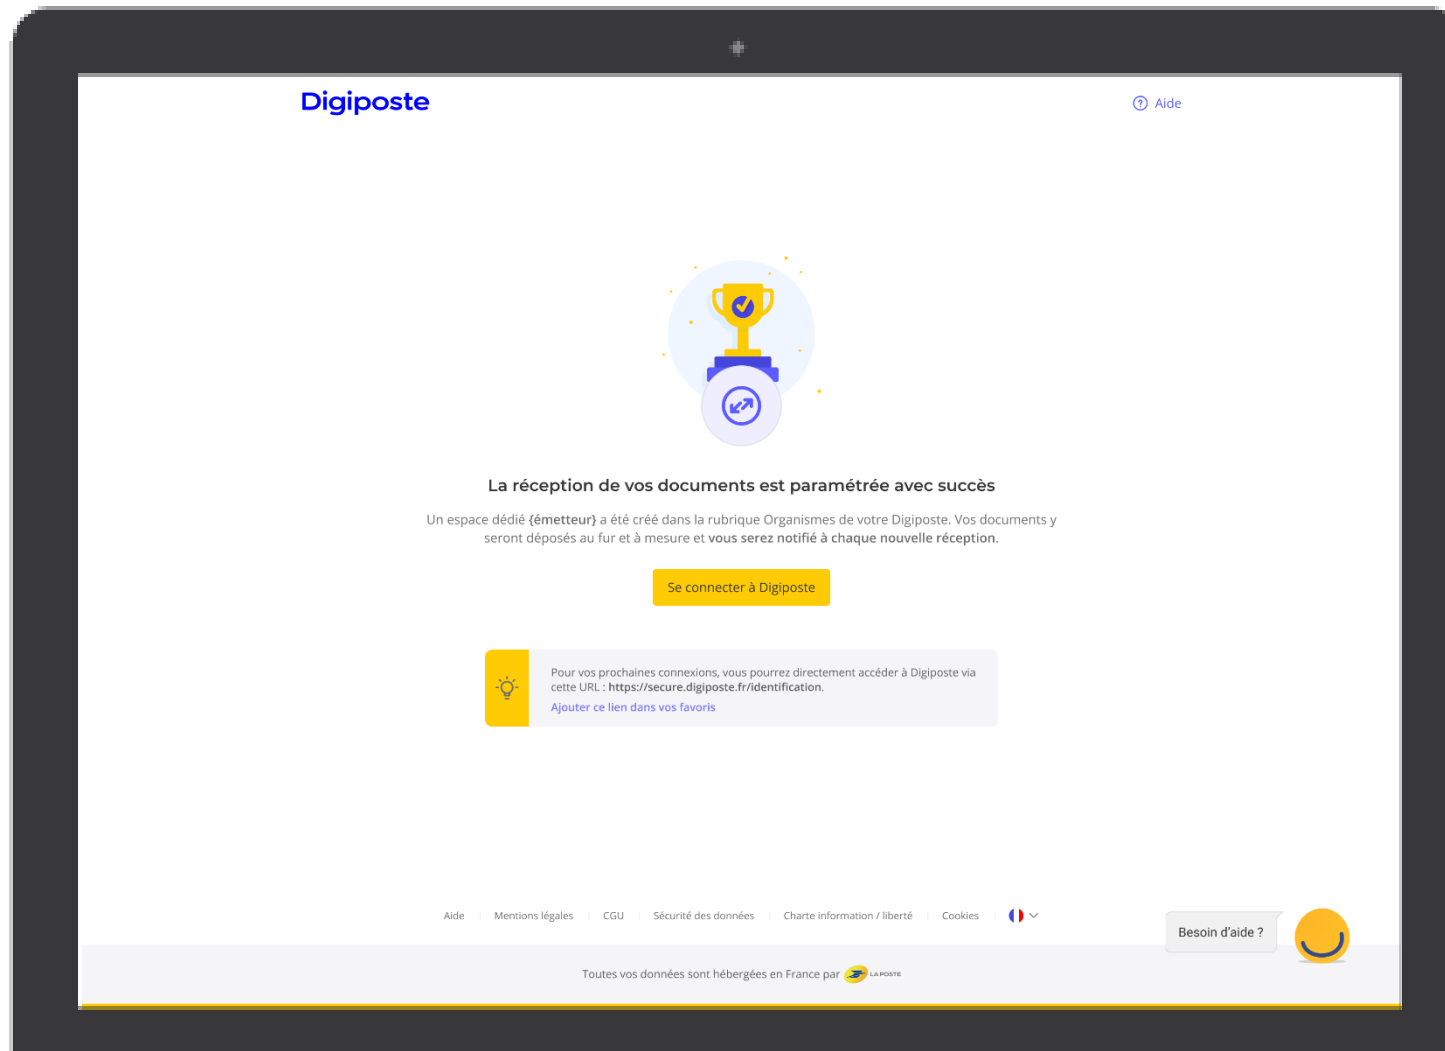 Digiposte
Aide
La réception de vos documents est paramétrée avec succès
Un espace dédié {émetteur} a été créé dans la rubrique Organismes de votre Digiposte. Vos documents y
seront déposés au fur et à mesure et vous serez notifié à chaque nouvelle réception.
Se connecter à Digiposte
Pour vos prochaines connexions, vous pourrez directement accéder à Digiposte via
cette URL : https://secure.digiposte.fr/identification.
Ajouter ce lien dans vos favoris
Aide | Mentions légales | CGU | Sécurité des données | Charte information / liberté | Cookies
Besoin d'aide ?
Toutes vos données sont hébergées en France par LA POSTE